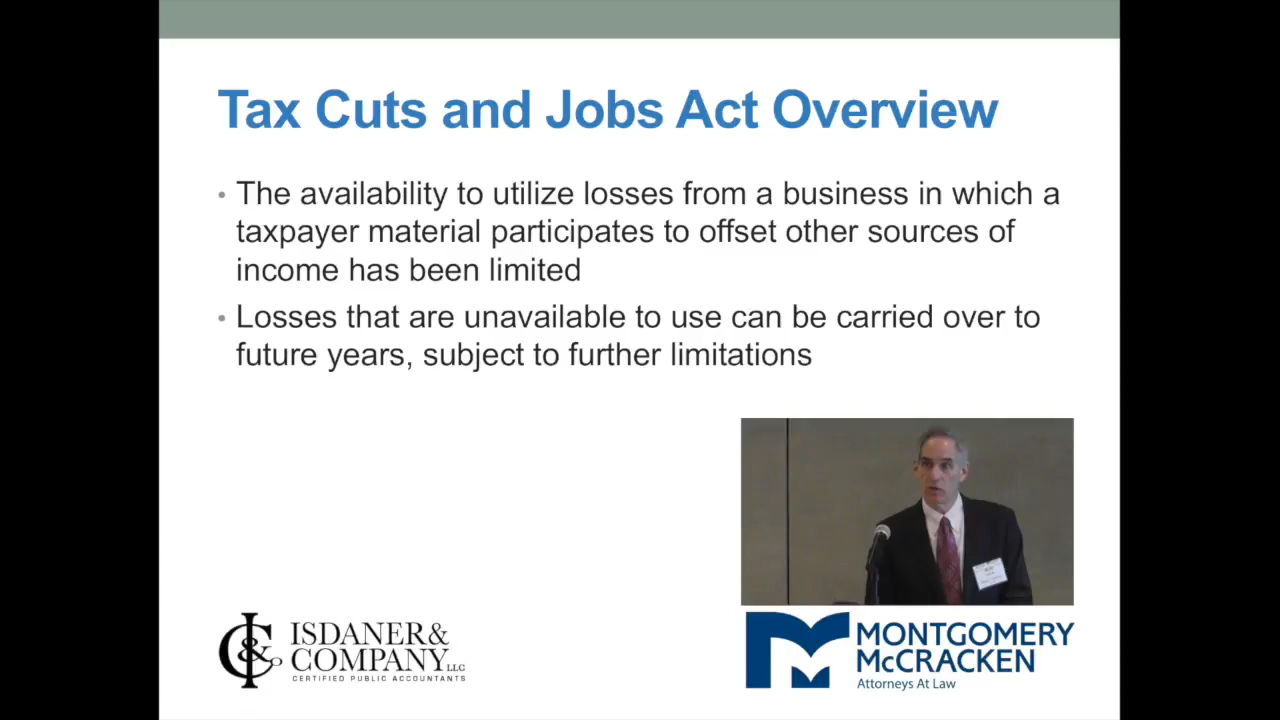 Tax Cuts and Jobs Act Overview
• The availability to utilize losses from a business in which a
taxpayer material participates to offset other sources of
income has been limited
• Losses that are unavailable to use can be carried over to
future years, subject to further limitations
ISDANER &
COMPANY, LLC
CERTIFIED PUBLIC ACCOUNTANTS
MONTGOMERY
McCRACKEN
Attorneys At Law